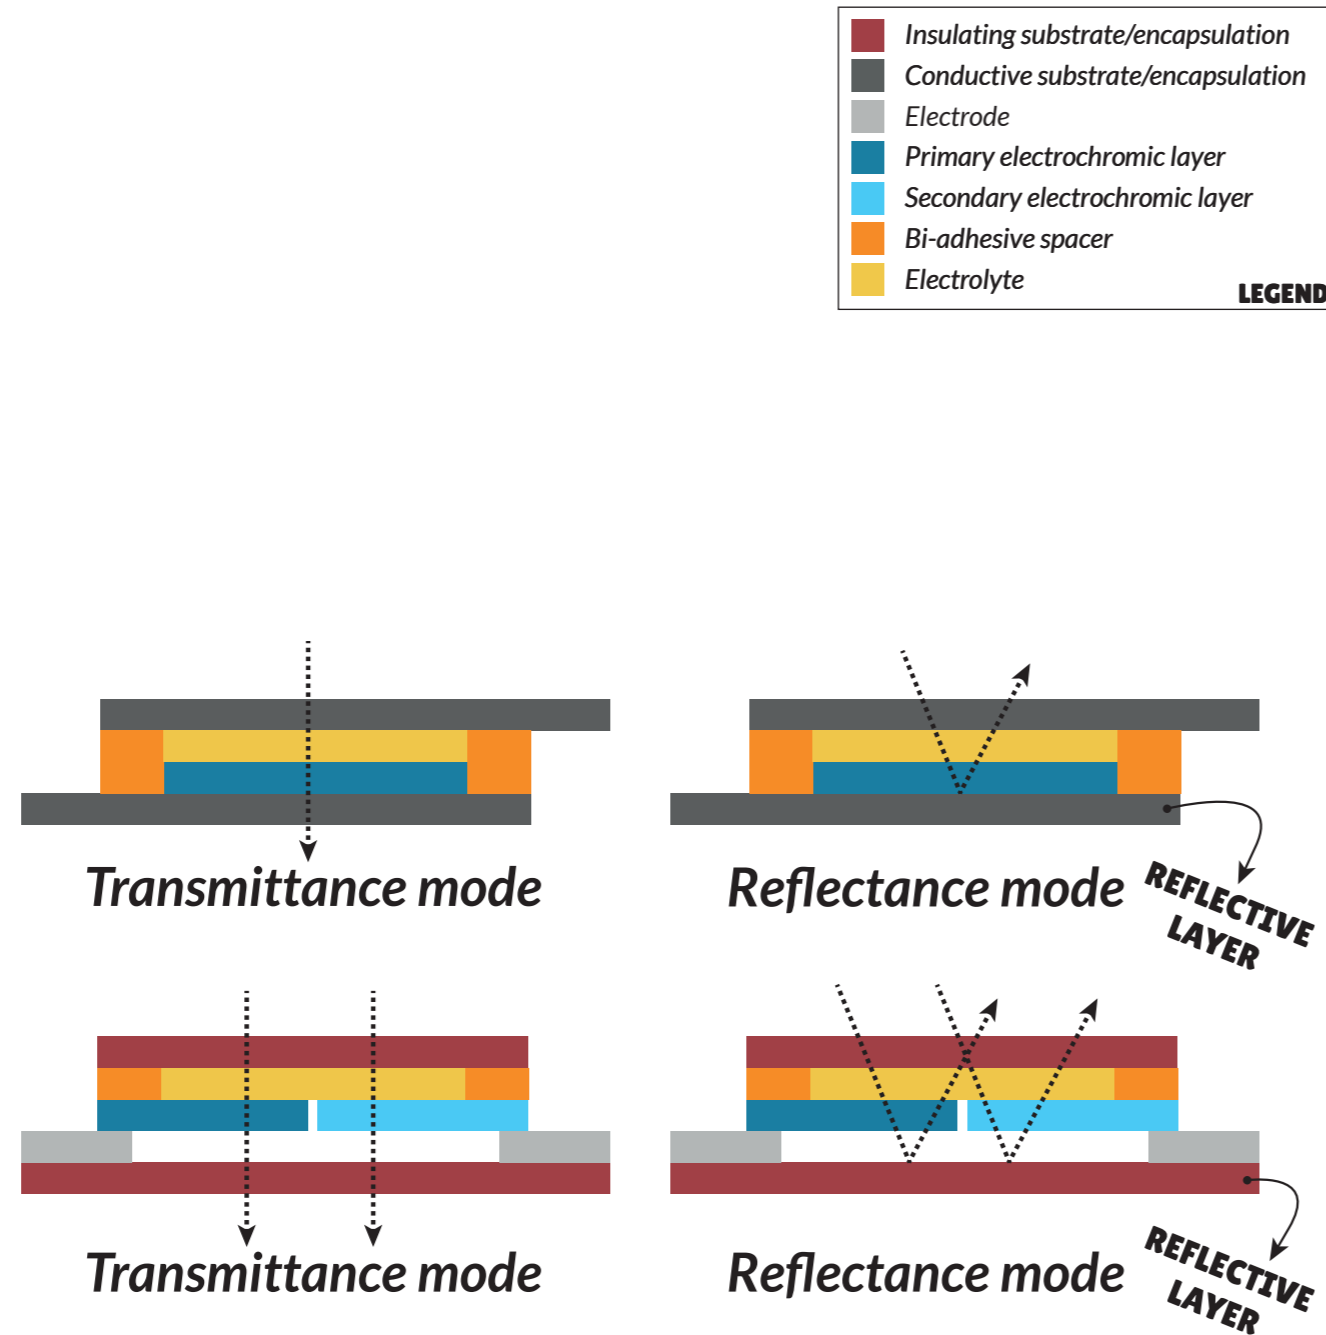 Insulating substrate/encapsulation
Conductive substrate/encapsulation
Electrode
Primary electrochromic layer
Secondary electrochromic layer
Bi-adhesive spacer
Electrolyte
LEGEND
Transmittance mode
Reflectance mode
REFLECTIVE
LAYER
Transmittance mode
Reflectance mode
REFLECTIVE
LAYER